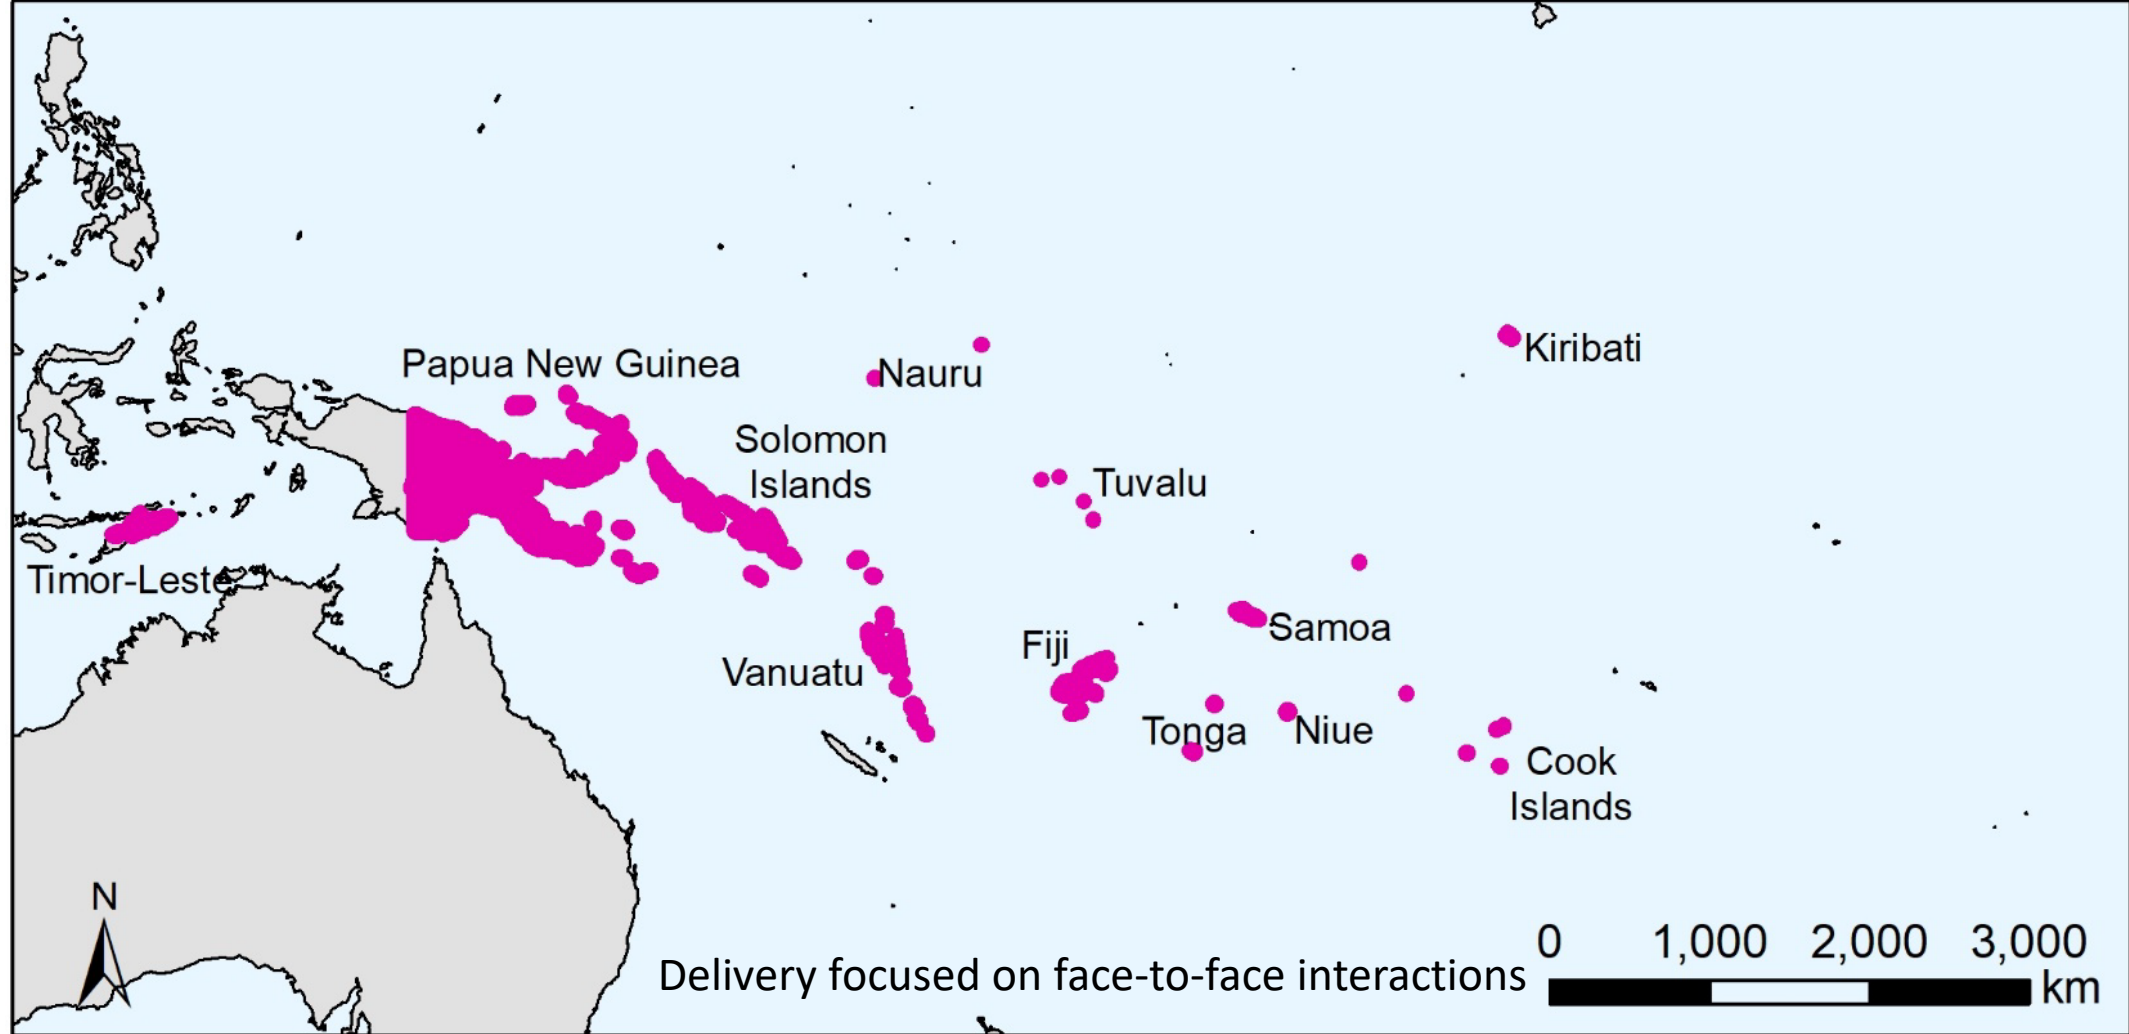 Papua New Guinea
Nauru
Kiribati
Solomon
Islands
Tuvalu
Timor-Leste
Samoa
Fiji
Vanuatu
Tonga
Niue
Cook
Islands
N
0 1,000 2,000 3,000
km
Delivery focused on face-to-face interactions